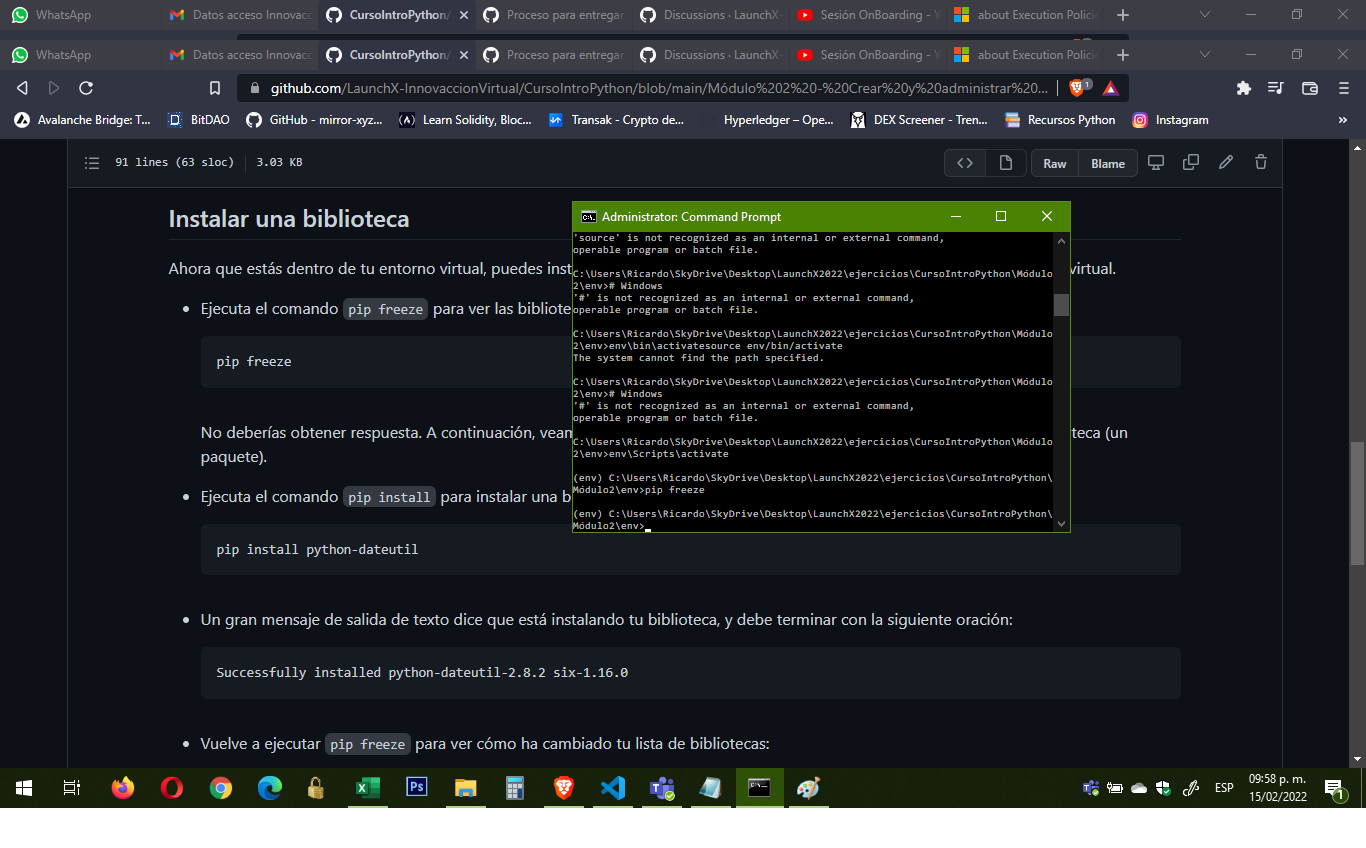 WhatsApp
Datos acceso Innovacc
CursoIntroPython/
Proceso para entregar
Discussions · LaunchX-
Sesión OnBoarding - Y
about Execution Policie
WhatsApp
Datos acceso Innovacc
CursoIntroPython/
Proceso para entregar
Discussions · LaunchX-
Sesión OnBoarding - Y
about Execution Policie
github.com/LaunchX-InnovaccionVirtual/CursoIntroPython/blob/main/Módulo%202%20-%20Crear%20y%20administrar%20...
1
Avalanche Bridge: T...
BitDAO
GitHub - mirror-xyz...
Learn Solidity, Bloc...
Transak - Crypto de...
Hyperledger – Ope...
DEX Screener - Tren...
Recursos Python
Instagram
»
91 lines (63 sloc)
3.03 KB
<>
Raw
Blame
Instalar una biblioteca
Ahora que estás dentro de tu entorno virtual, puedes inst
virtual.
• Ejecuta el comando pip freeze para ver las bibliote
pip freeze
No deberías obtener respuesta. A continuación, vean
teca (un
paquete).
• Ejecuta el comando pip install para instalar una b
pip install python-dateutil
• Un gran mensaje de salida de texto dice que está instalando tu biblioteca, y debe terminar con la siguiente oración:
Successfully installed python-dateutil-2.8.2 six-1.16.0
• Vuelve a ejecutar pip freeze para ver cómo ha cambiado tu lista de bibliotecas:
Administrator: Command Prompt
'source' is not recognized as an internal or external command,
operable program or batch file.
C:\Users\Ricardo\SkyDrive\Desktop\LaunchX2022\ejercicios\CursoIntroPython\Módulo
2\env># Windows
'#' is not recognized as an internal or external command,
operable program or batch file.
C:\Users\Ricardo\SkyDrive\Desktop\LaunchX2022\ejercicios\CursoIntroPython\Módulo
2\env>env\bin\activatesource env/bin/activate
The system cannot find the path specified.
C:\Users\Ricardo\SkyDrive\Desktop\LaunchX2022\ejercicios\CursoIntroPython\Módulo
2\env># Windows
'#' is not recognized as an internal or external command,
operable program or batch file.
C:\Users\Ricardo\SkyDrive\Desktop\LaunchX2022\ejercicios\CursoIntroPython\Módulo
2\env>env\Scripts\activate
(env) C:\Users\Ricardo\SkyDrive\Desktop\LaunchX2022\ejercicios\CursoIntroPython\
Módulo2\env>pip freeze
(env) C:\Users\Ricardo\SkyDrive\Desktop\LaunchX2022\ejercicios\CursoIntroPython\
Módulo2\env>
Ps
ESP
09:58 p. m.
15/02/2022
1